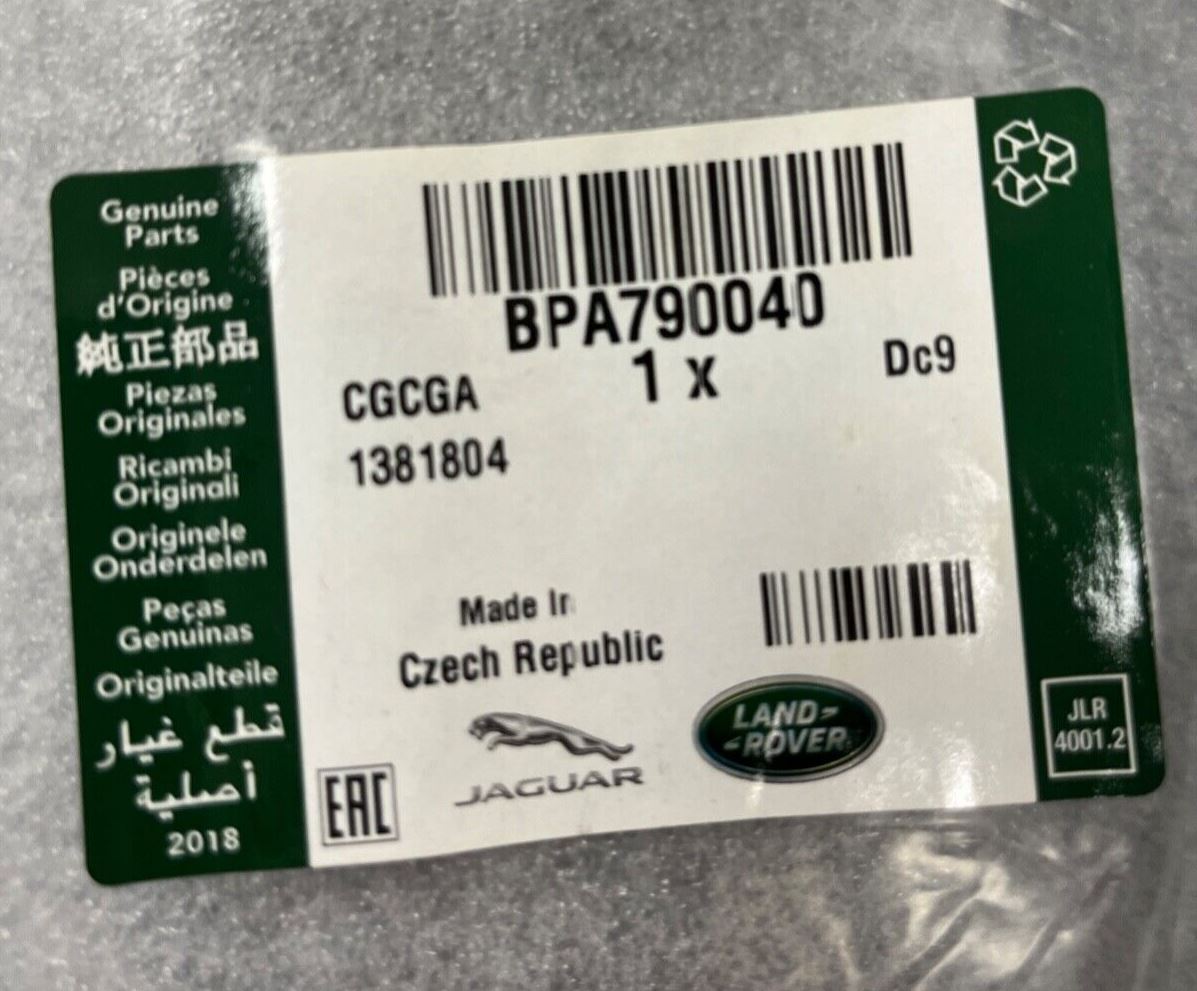 Genuine
Parts
Pièces
d'Origine
純正部品
Piezas
Originales
Ricambi
Originali
Originele
Onderdelen
Peças
Genuinas
Originalteile
قطع غيار
أصلية
2018
BPA790040
1 x
Dc9
CGCGA
1381804
Made In
Czech Republic
EAC
JAGUAR
LAND-
-ROVER
JLR
4001.2